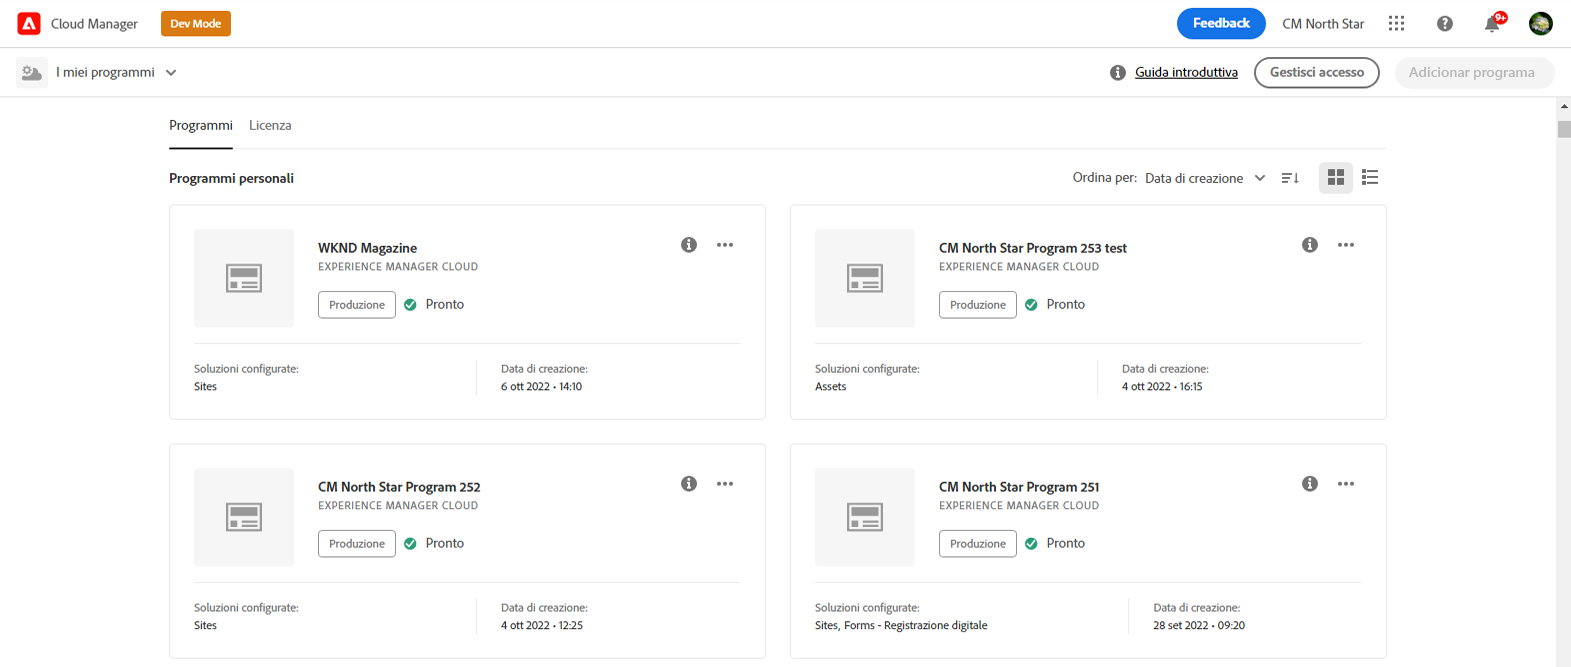 Cloud Manager
Dev Mode
Feedback
CM North Star
9+
I miei programmi
Guida introduttiva
Gestisci accesso
Adicionar programa
Programmi
Licenza
Programmi personali
Ordina per: Data di creazione
WKND Magazine
EXPERIENCE MANAGER CLOUD
Produzione
Pronto
Soluzioni configurate:
Sites
Data di creazione:
6 ott 2022 • 14:10
CM North Star Program 253 test
EXPERIENCE MANAGER CLOUD
Produzione
Pronto
Soluzioni configurate:
Assets
Data di creazione:
4 ott 2022 • 16:15
CM North Star Program 252
EXPERIENCE MANAGER CLOUD
Produzione
Pronto
Soluzioni configurate:
Sites
Data di creazione:
4 ott 2022 • 12:25
CM North Star Program 251
EXPERIENCE MANAGER CLOUD
Produzione
Pronto
Soluzioni configurate:
Sites, Forms - Registrazione digitale
Data di creazione:
28 set 2022 • 09:20